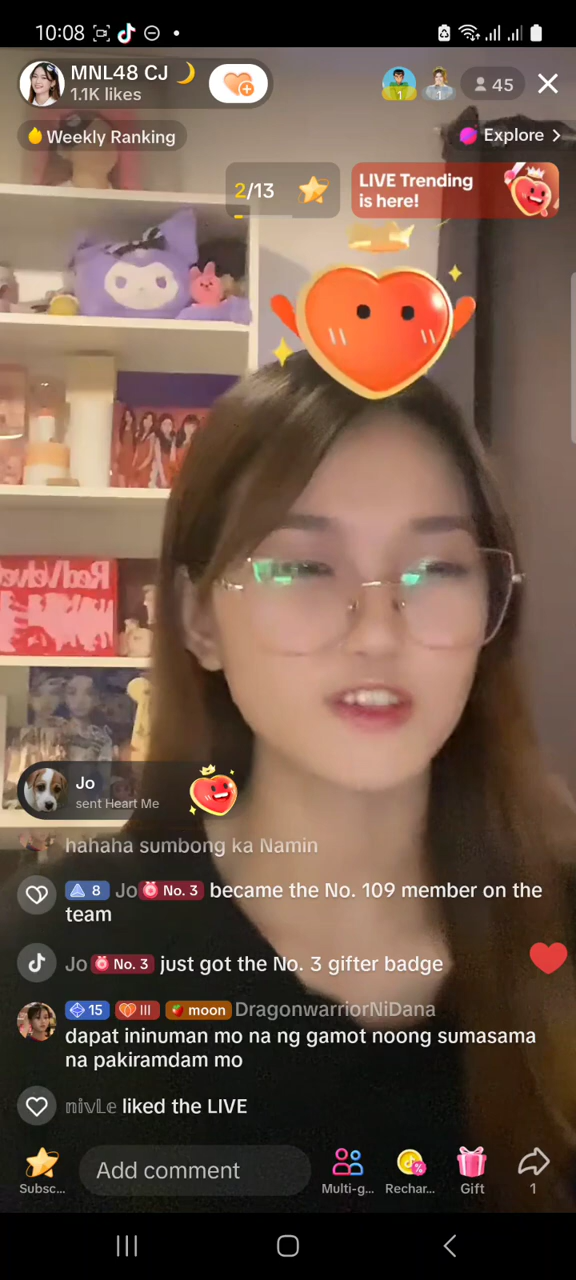 10:08
MNL48 CJ 🌙
1.1K likes
1
1
45
Weekly Ranking
Explore >
2/13
LIVE Trending
is here!
Jo
sent Heart Me
hahaha sumbong ka Namin
8 Jo No. 3 became the No. 109 member on the
team
Jo No. 3 just got the No. 3 gifter badge
15 III moon DragonwarriorNiDana
dapat ininuman mo na ng gamot noong sumasama
na pakiramdam mo
𝕟𝕚𝕧𝕃𝕖 liked the LIVE
Subsc...
Add comment
Multi-g...
Rechar...
Gift
1